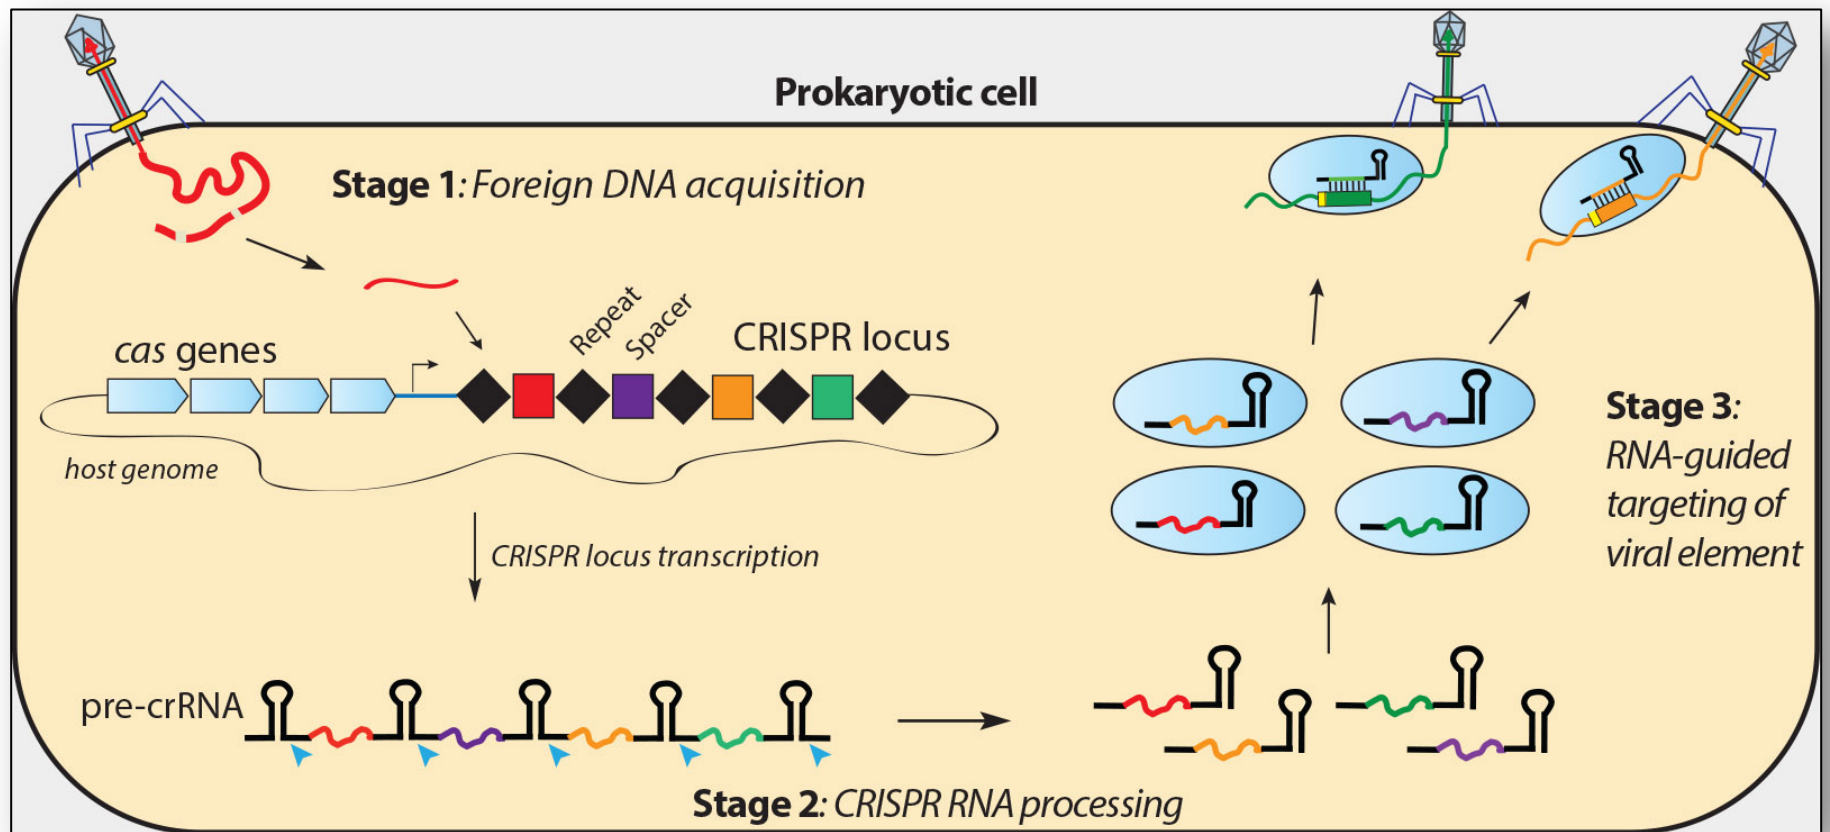 Prokaryotic cell
Stage 1: Foreign DNA acquisition
Repeat
Spacer
CRISPR locus
cas genes
host genome
CRISPR locus transcription
Stage 3:
RNA-guided
targeting of
viral element
pre-crRNA
Stage 2: CRISPR RNA processing